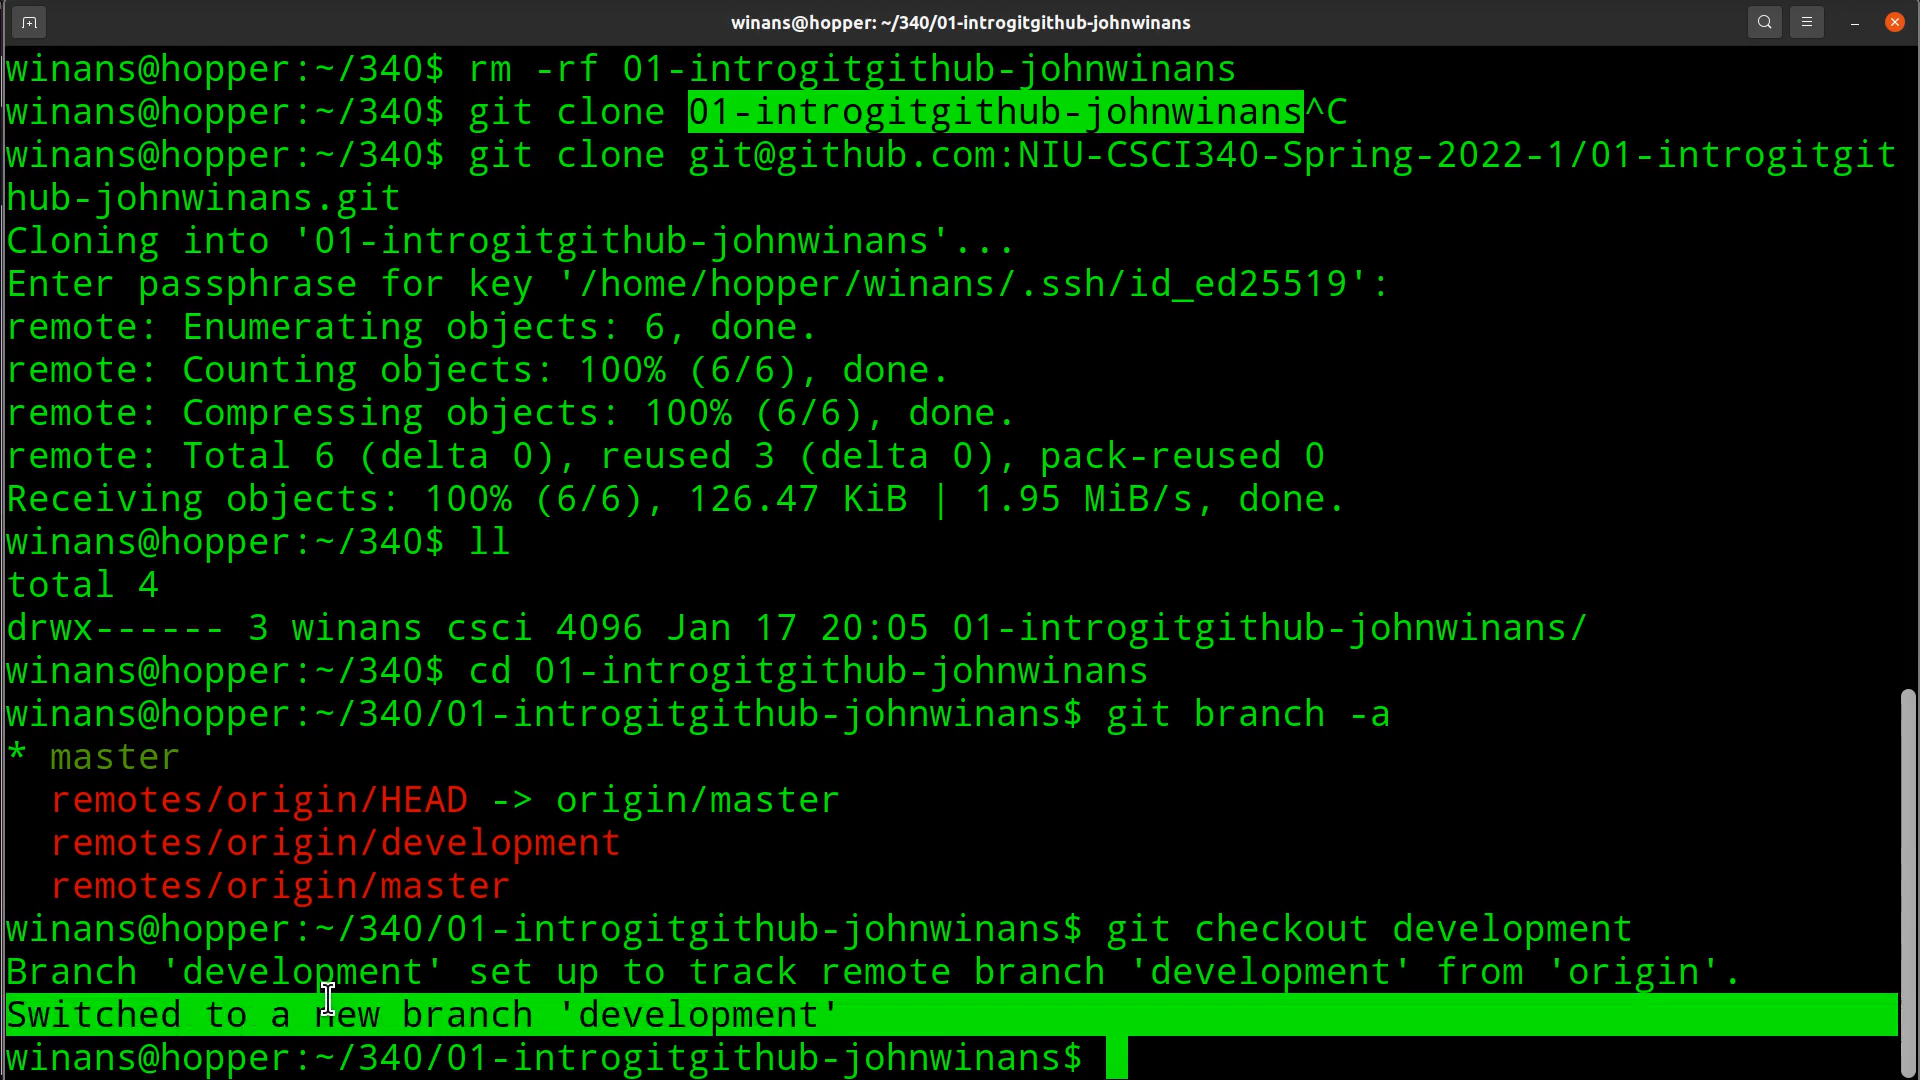 winans@hopper: ~/340/01-introgitgithub-johnwinans
winans@hopper:~/340$ rm -rf 01-introgitgithub-johnwinans
winans@hopper:~/340$ git clone 01-introgitgithub-johnwinans^C
winans@hopper:~/340$ git clone git@github.com:NIU-CSCI340-Spring-2022-1/01-introgitgit
hub-johnwinans.git
Cloning into '01-introgitgithub-johnwinans'...
Enter passphrase for key '/home/hopper/winans/.ssh/id_ed25519':
remote: Enumerating objects: 6, done.
remote: Counting objects: 100% (6/6), done.
remote: Compressing objects: 100% (6/6), done.
remote: Total 6 (delta 0), reused 3 (delta 0), pack-reused 0
Receiving objects: 100% (6/6), 126.47 KiB | 1.95 MiB/s, done.
winans@hopper:~/340$ ll
total 4
drwx------ 3 winans csci 4096 Jan 17 20:05 01-introgitgithub-johnwinans/
winans@hopper:~/340$ cd 01-introgitgithub-johnwinans
winans@hopper:~/340/01-introgitgithub-johnwinans$ git branch -a
* master
  remotes/origin/HEAD -> origin/master
  remotes/origin/development
  remotes/origin/master
winans@hopper:~/340/01-introgitgithub-johnwinans$ git checkout development
Branch 'development' set up to track remote branch 'development' from 'origin'.
Switched to a new branch 'development'
winans@hopper:~/340/01-introgitgithub-johnwinans$